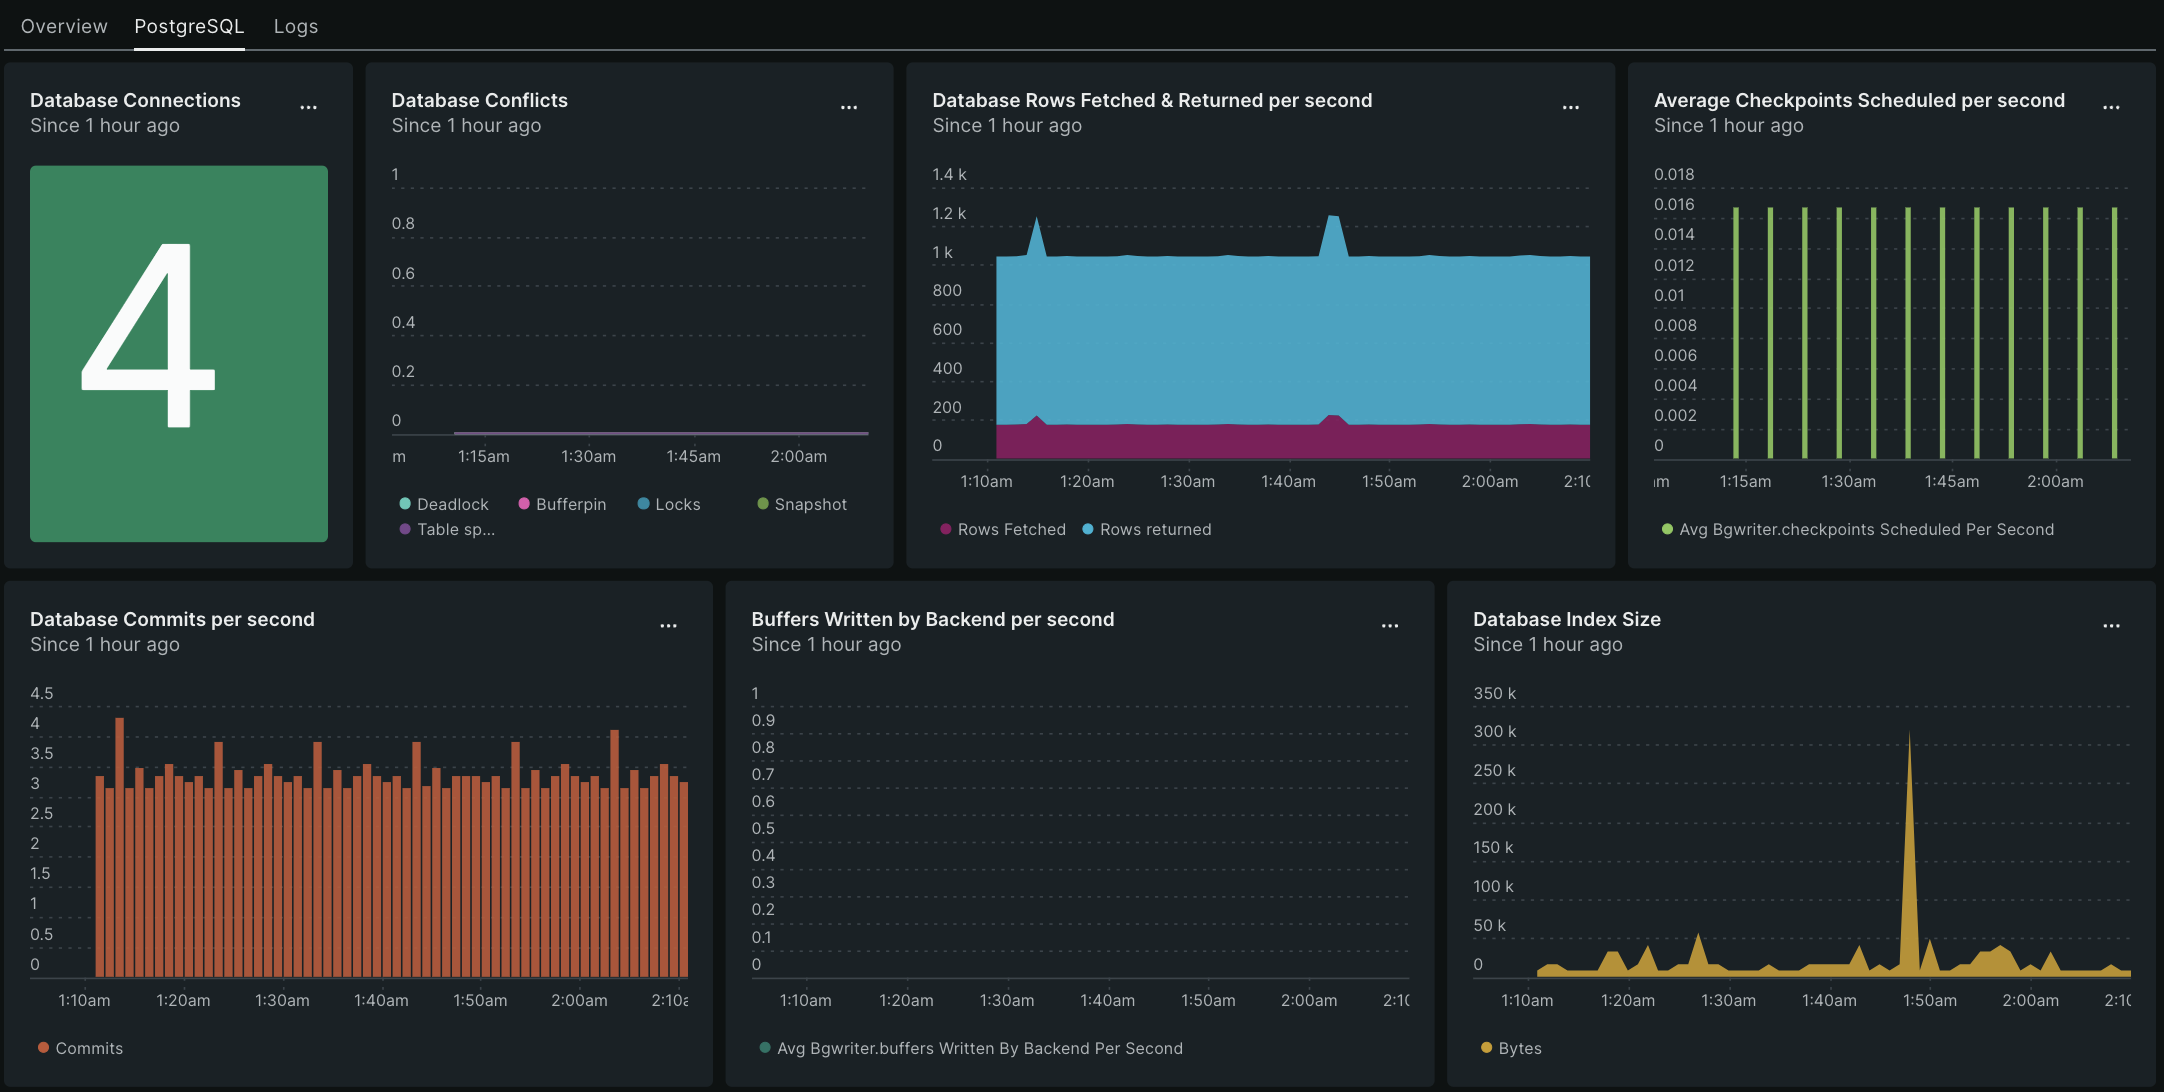 Overview PostgreSQL Logs
Database Connections
Since 1 hour ago
4
Database Conflicts
Since 1 hour ago
1
0.8
0.6
0.4
0.2
0
m 1:15am 1:30am 1:45am 2:00am
Deadlock Bufferpin Locks Snapshot
Table sp...
Database Rows Fetched & Returned per second
Since 1 hour ago
1.4 k
1.2 k
1 k
800
600
400
200
0
1:10am 1:20am 1:30am 1:40am 1:50am 2:00am 2:10
Rows Fetched Rows returned
Average Checkpoints Scheduled per second
Since 1 hour ago
0.018
0.016
0.014
0.012
0.01
0.008
0.006
0.004
0.002
0
m 1:15am 1:30am 1:45am 2:00am
Avg Bgwriter.checkpoints Scheduled Per Second
Database Commits per second
Since 1 hour ago
4.5
4
3.5
3
2.5
2
1.5
1
0.5
0
1:10am 1:20am 1:30am 1:40am 1:50am 2:00am 2:10a
Commits
Buffers Written by Backend per second
Since 1 hour ago
1
0.9
0.8
0.7
0.6
0.5
0.4
0.3
0.2
0.1
0
1:10am 1:20am 1:30am 1:40am 1:50am 2:00am 2:10
Avg Bgwriter.buffers Written By Backend Per Second
Database Index Size
Since 1 hour ago
350 k
300 k
250 k
200 k
150 k
100 k
50 k
0
1:10am 1:20am 1:30am 1:40am 1:50am 2:00am 2:10
Bytes